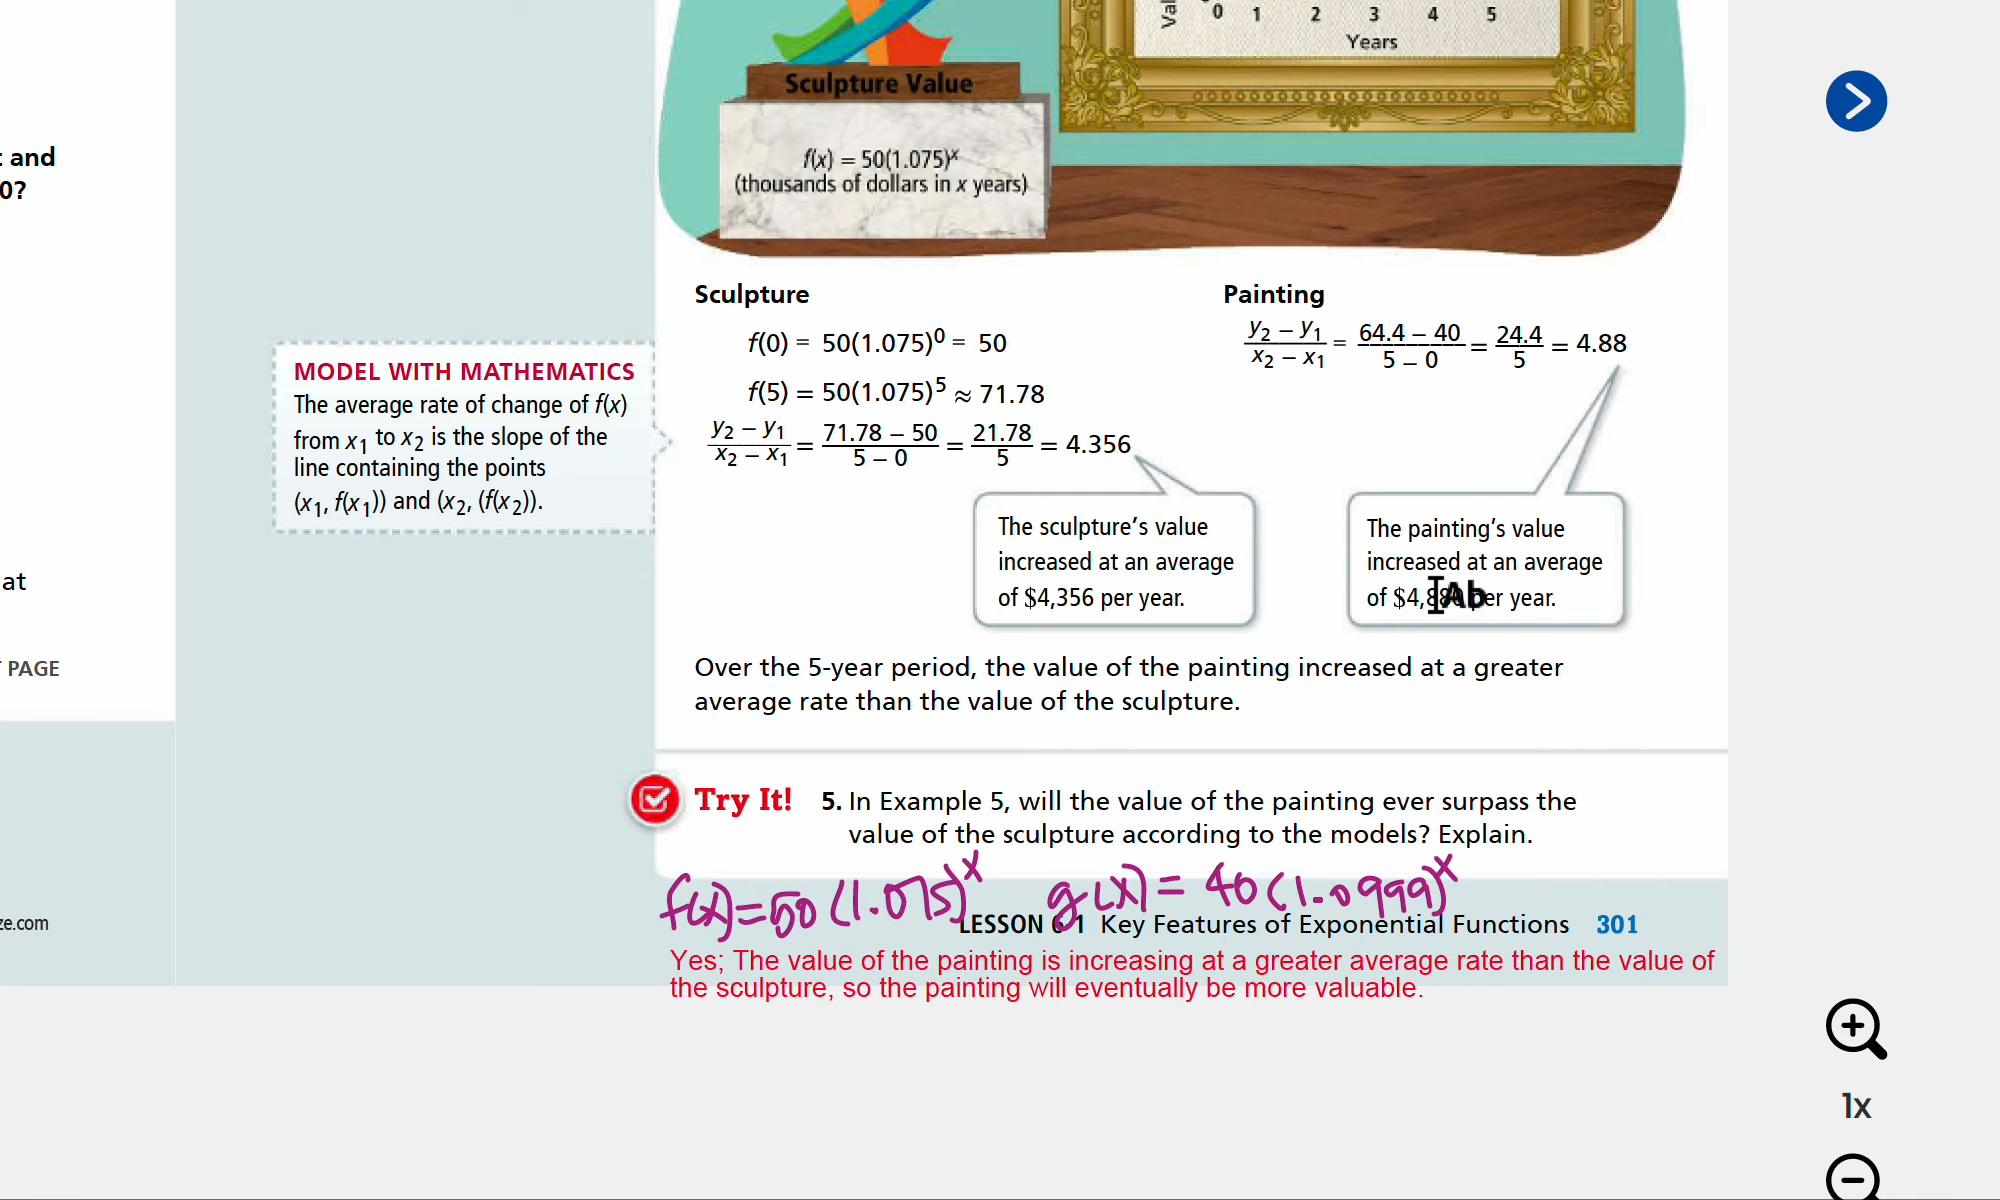 Val
0 1 2 3 4 5
Years
Sculpture Value
f(x) = 50(1.075)^x
(thousands of dollars in x years)
and
0?
Sculpture
f(0) = 50(1.075)^0 = 50
f(5) = 50(1.075)^5 ≈ 71.78
y2 − y1 / x2 − x1 = 71.78 − 50 / 5 − 0 = 21.78 / 5 = 4.356
Painting
y2 − y1 / x2 − x1 = 64.4 − 40 / 5 − 0 = 24.4 / 5 = 4.88
MODEL WITH MATHEMATICS
The average rate of change of f(x)
from x1 to x2 is the slope of the
line containing the points
(x1, f(x1)) and (x2, (f(x2)).
The sculpture's value
increased at an average
of $4,356 per year.
The painting's value
increased at an average
of $4,880 per year.
Ab
at
PAGE
Over the 5-year period, the value of the painting increased at a greater
average rate than the value of the sculpture.
Try It! 5. In Example 5, will the value of the painting ever surpass the
value of the sculpture according to the models? Explain.
f(x)=50(1.075)^x g(x) = 40(1.0999)^x
ze.com
LESSON 6-1 Key Features of Exponential Functions 301
Yes; The value of the painting is increasing at a greater average rate than the value of
the sculpture, so the painting will eventually be more valuable.
1x